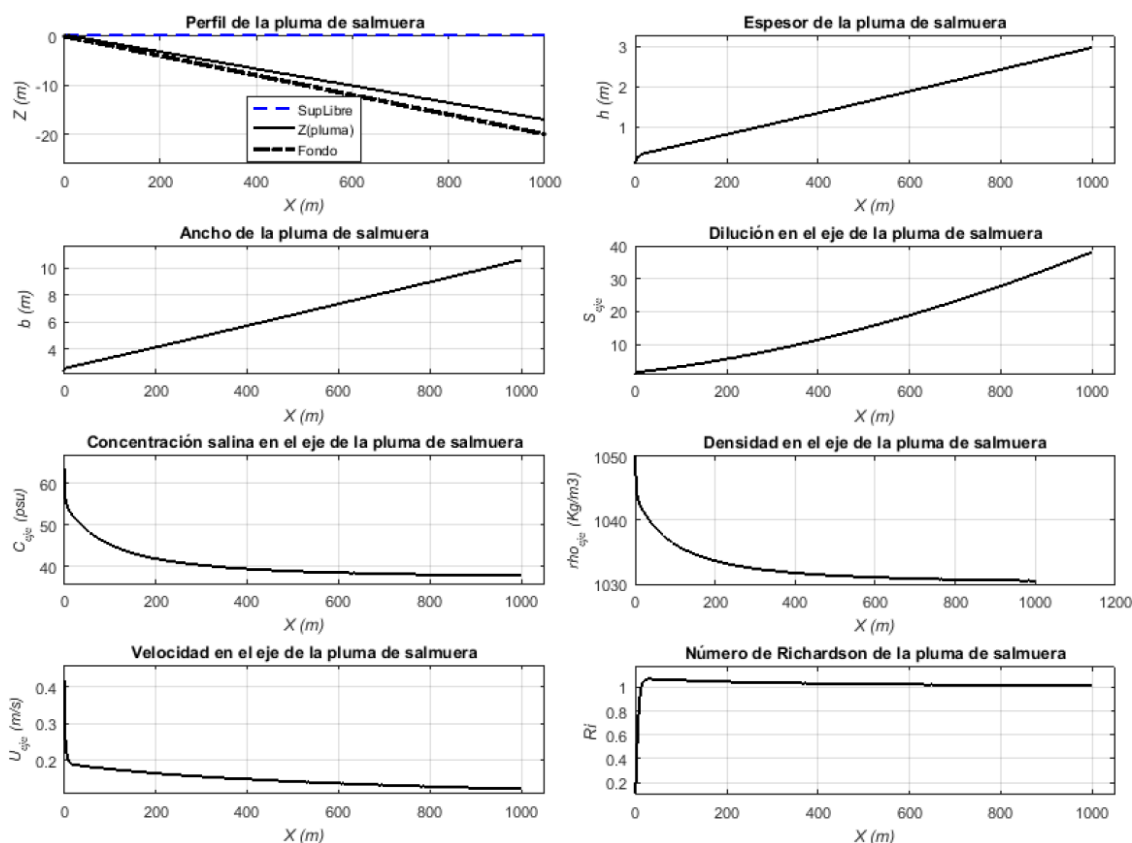 Perfil de la pluma de salmuera
Z (m)
0
-10
-20
SupLibre
Z(pluma)
Fondo
0 200 400 600 800 1000
X (m)
Espesor de la pluma de salmuera
h (m)
3
2
1
0 200 400 600 800 1000
X (m)
Ancho de la pluma de salmuera
b (m)
10
8
6
4
0 200 400 600 800 1000
X (m)
Dilución en el eje de la pluma de salmuera
S_eje
40
30
20
10
0 200 400 600 800 1000
X (m)
Concentración salina en el eje de la pluma de salmuera
C_eje (psu)
60
50
40
0 200 400 600 800 1000
X (m)
Densidad en el eje de la pluma de salmuera
rho_eje (Kg/m3)
1050
1040
1030
0 200 400 600 800 1000 1200
X (m)
Velocidad en el eje de la pluma de salmuera
U_eje (m/s)
0.4
0.3
0.2
0 200 400 600 800 1000
X (m)
Número de Richardson de la pluma de salmuera
Ri
1
0.8
0.6
0.4
0.2
0 200 400 600 800 1000
X (m)